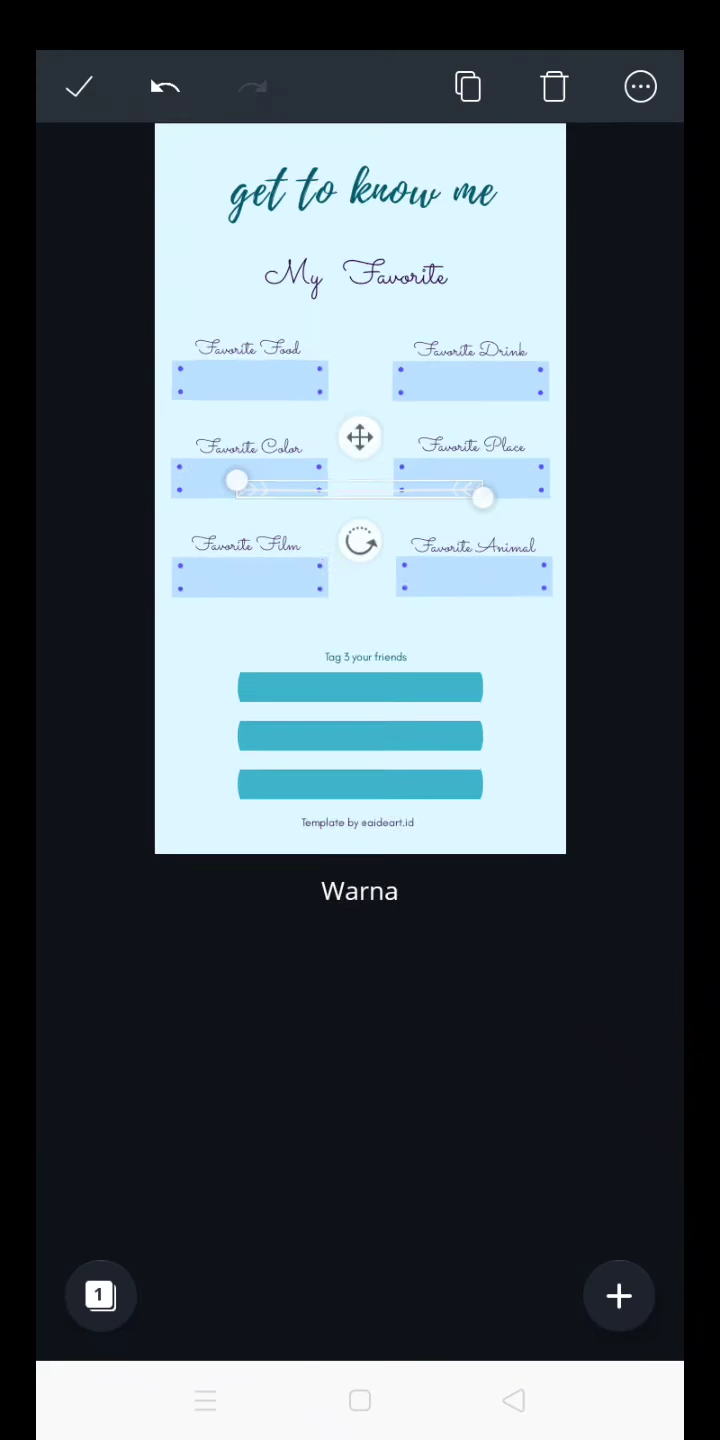 get to know me
My Favorite
Favorite Food
Favorite Drink
Favorite Color
Favorite Place
Favorite Film
Favorite Animal
Tag 3 your friends
Template by @aideart.id
Warna
1